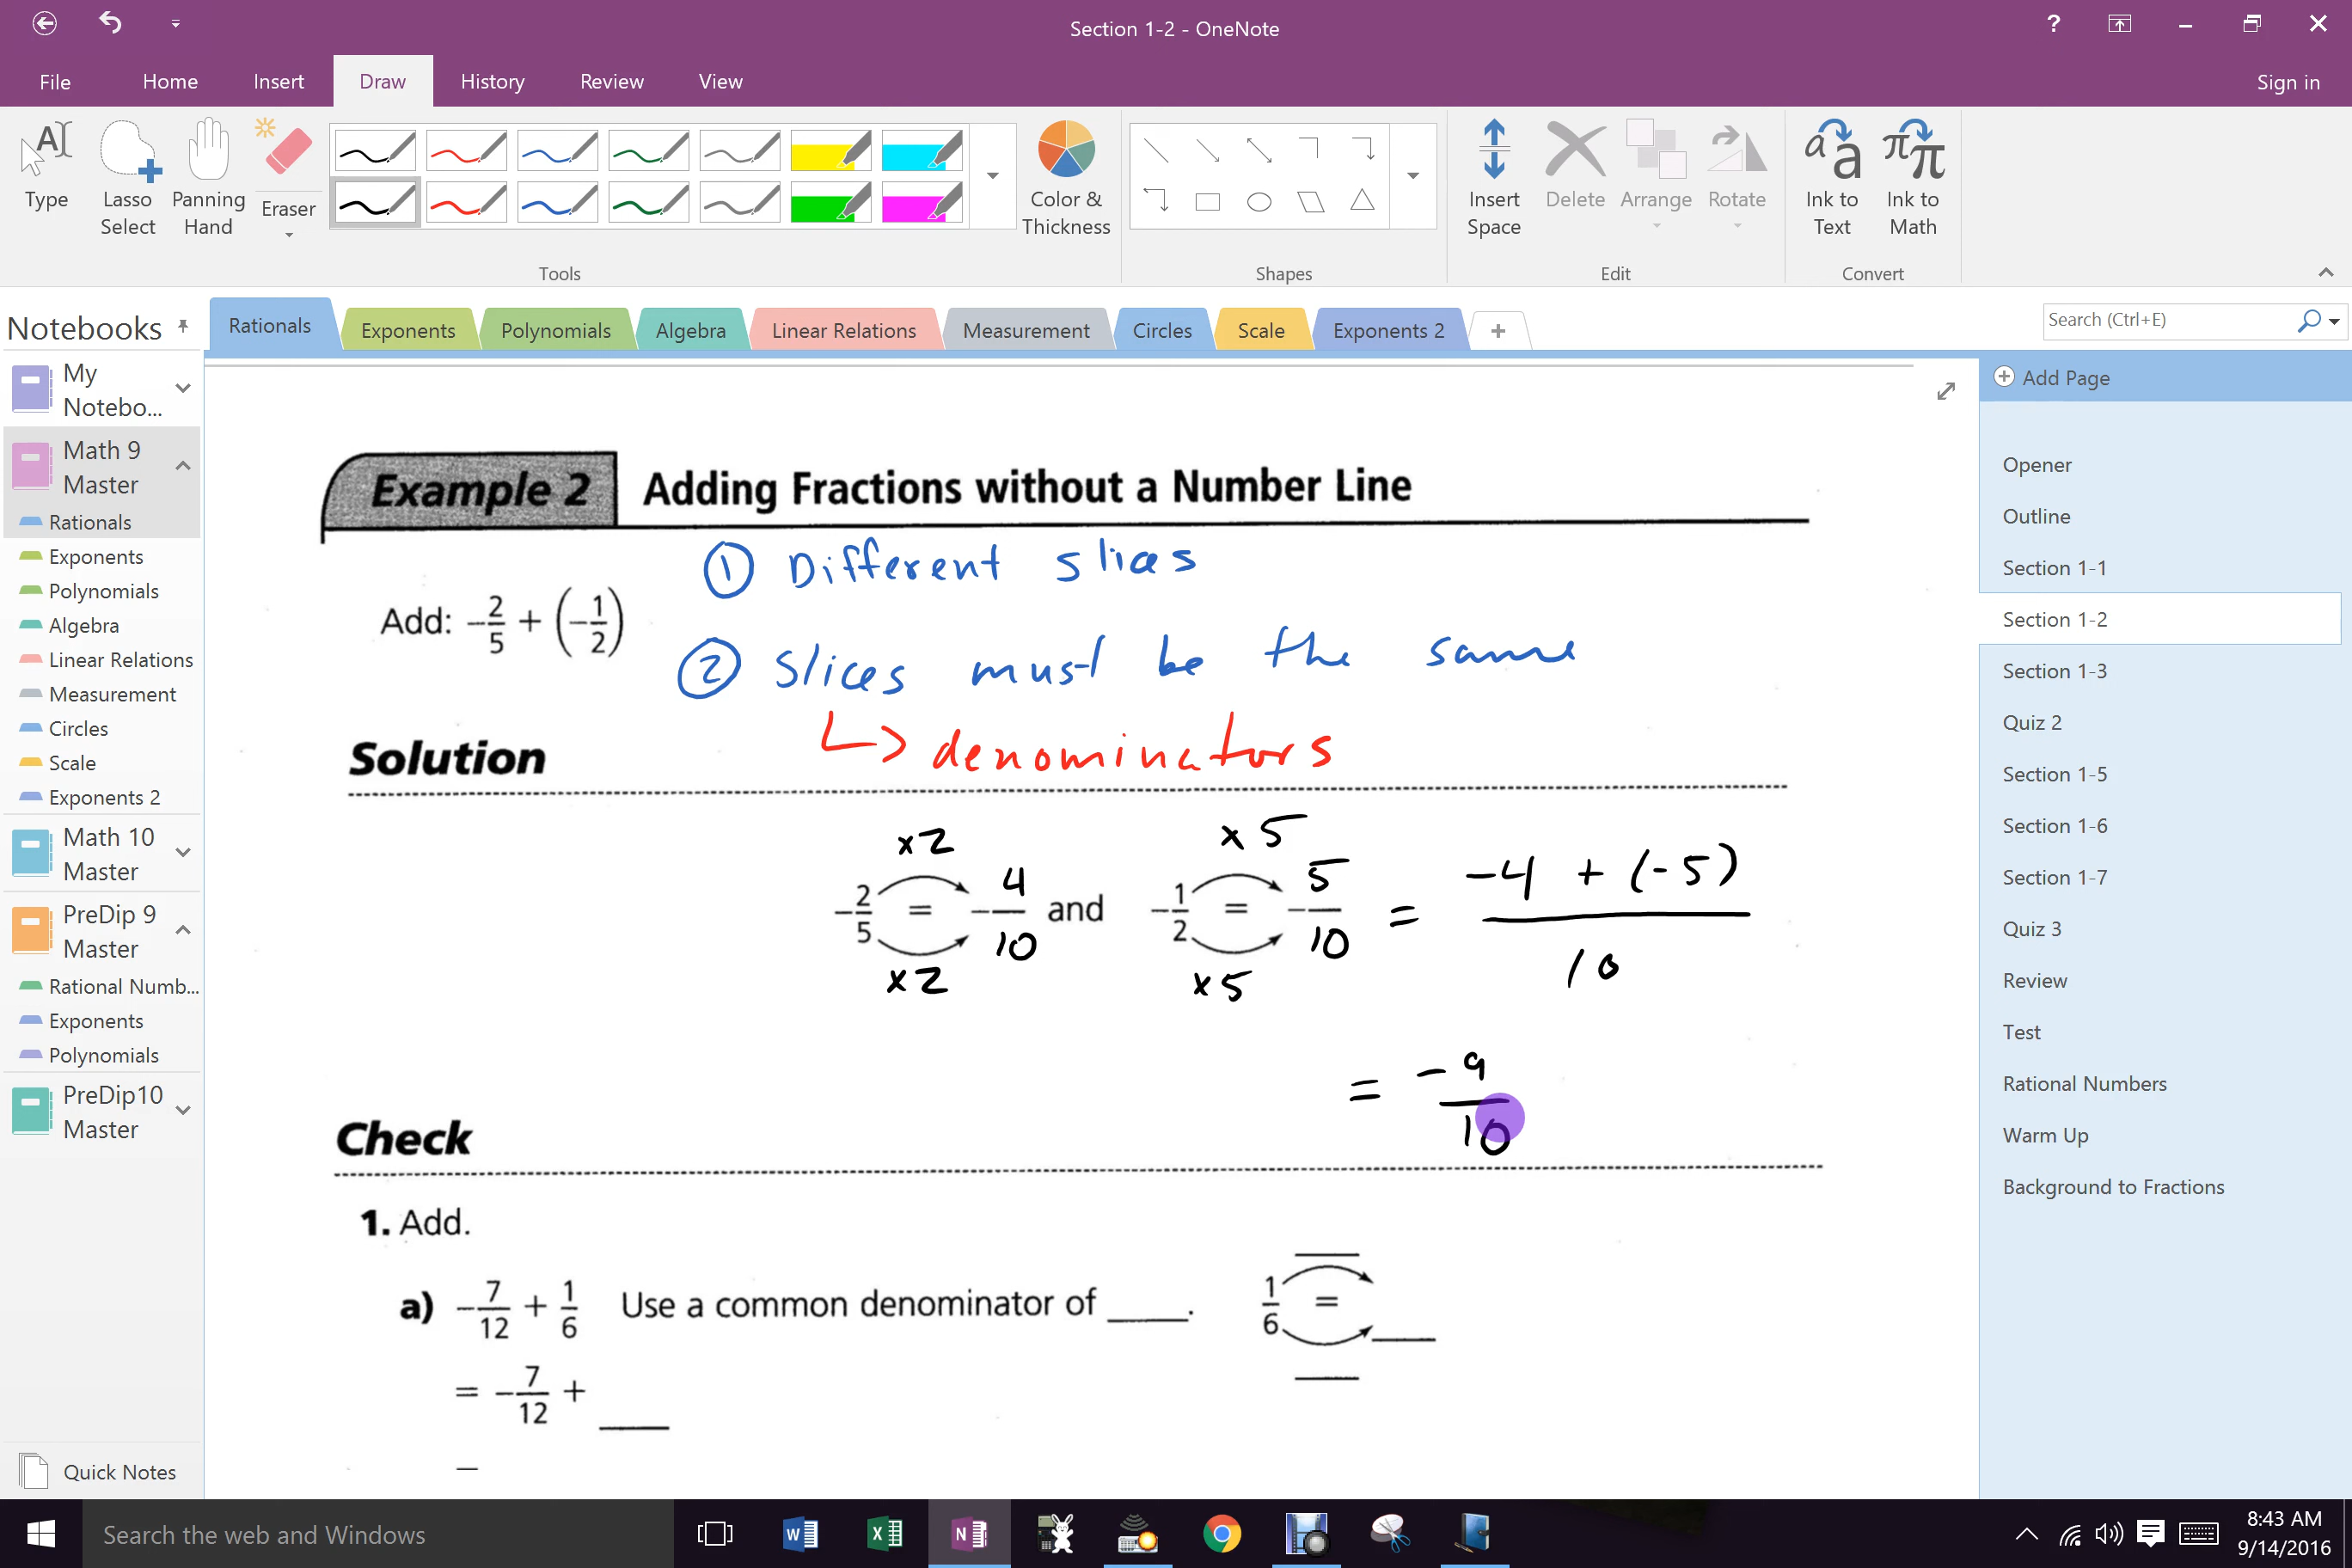 Section 1-2 - OneNote
?
File Home Insert Draw History Review View Sign in
Type
Lasso Select
Panning Hand
Eraser
Color & Thickness
Insert Space
Delete
Arrange
Rotate
Ink to Text
Ink to Math
Tools Shapes Edit Convert
Notebooks
Rationals Exponents Polynomials Algebra Linear Relations Measurement Circles Scale Exponents 2 +
Search (Ctrl+E)
My Notebo...
Math 9 Master
Rationals
Exponents
Polynomials
Algebra
Linear Relations
Measurement
Circles
Scale
Exponents 2
Math 10 Master
PreDip 9 Master
Rational Numb...
Exponents
Polynomials
PreDip10 Master
Quick Notes
Example 2 Adding Fractions without a Number Line
① Different slices
Add: -2/5 + (-1/2)
② Slices must be the same
↳ denominators
Solution
×2 ×5
-2/5 = -4/10 and -1/2 = -5/10 = -4 + (-5) / 10
×2 ×5
= -9/10
Check
1. Add.
a) -7/12 + 1/6 Use a common denominator of ____. 1/6 = ____
= -7/12 + ____
=
Add Page
Opener
Outline
Section 1-1
Section 1-2
Section 1-3
Quiz 2
Section 1-5
Section 1-6
Section 1-7
Quiz 3
Review
Test
Rational Numbers
Warm Up
Background to Fractions
Search the web and Windows
8:43 AM
9/14/2016